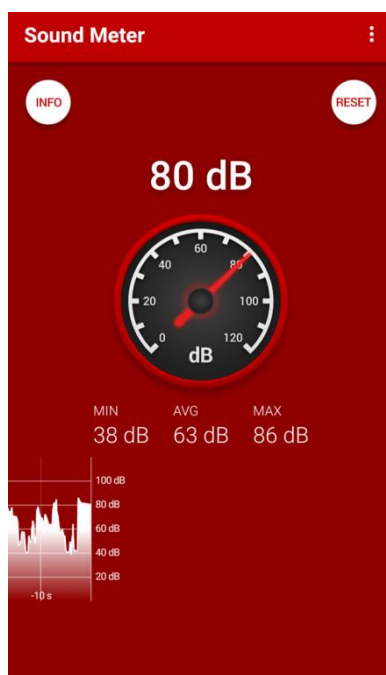 Sound Meter
INFO
RESET
80 dB
60
40
80
20
100
0
120
dB
MIN AVG MAX
38 dB 63 dB 86 dB
100 dB
80 dB
60 dB
40 dB
20 dB
-10 s